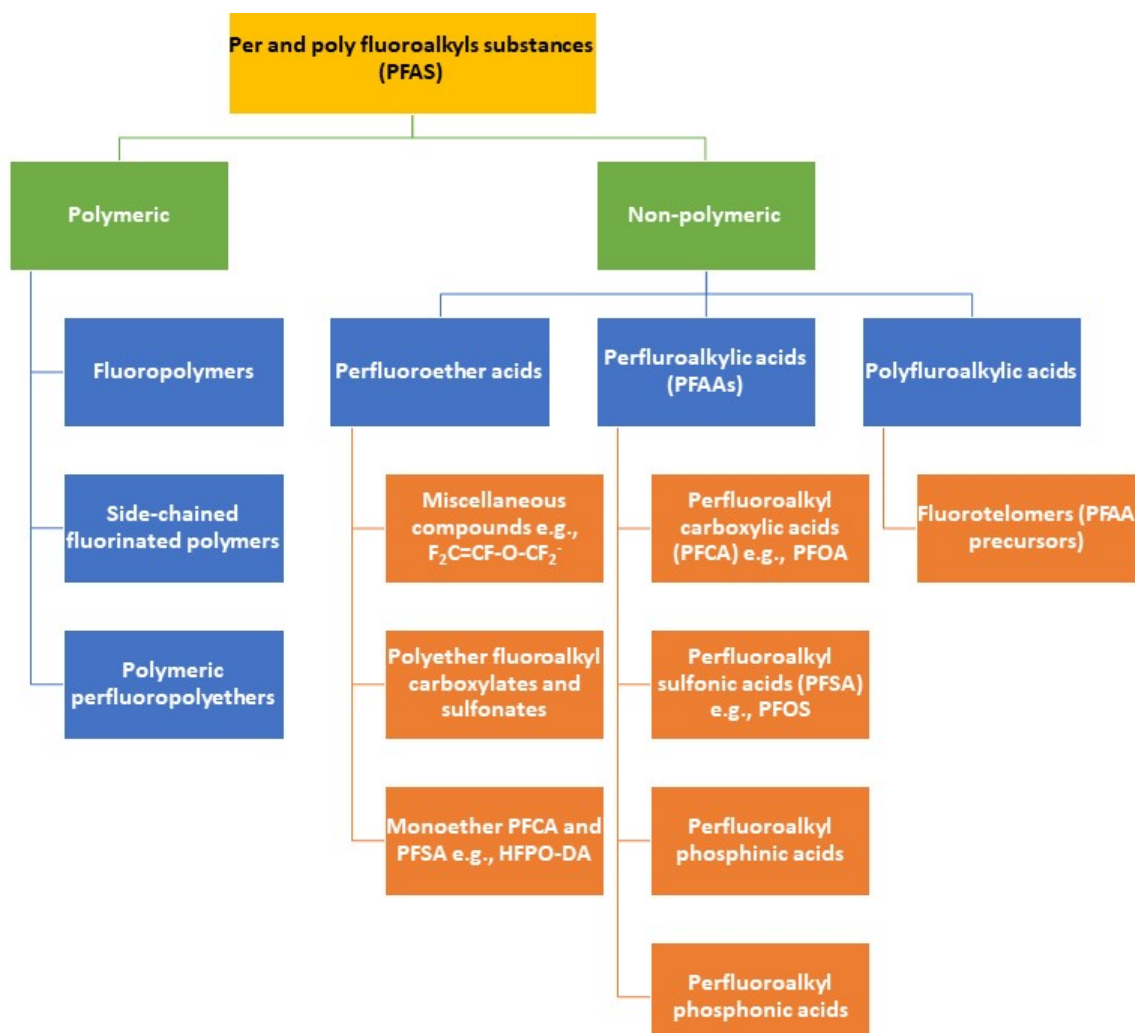 Per and poly fluoroalkyls substances
(PFAS)
Polymeric
Non-polymeric
Fluoropolymers
Side-chained
fluorinated polymers
Polymeric
perfluoropolyethers
Perfluoroether acids
Miscellaneous
compounds e.g.,
F₂C=CF-O-CF₂⁻
Polyether fluoroalkyl
carboxylates and
sulfonates
Monoether PFCA and
PFSA e.g., HFPO-DA
Perfluroalkylic acids
(PFAAs)
Perfluoroalkyl
carboxylic acids
(PFCA) e.g., PFOA
Perfluoroalkyl
sulfonic acids (PFSA)
e.g., PFOS
Perfluoroalkyl
phosphinic acids
Perfluoroalkyl
phosphonic acids
Polyfluroalkylic acids
Fluorotelomers (PFAA
precursors)